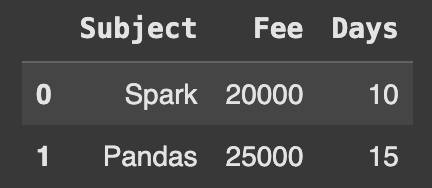 Subject Fee Days
0 Spark 20000 10
1 Pandas 25000 15